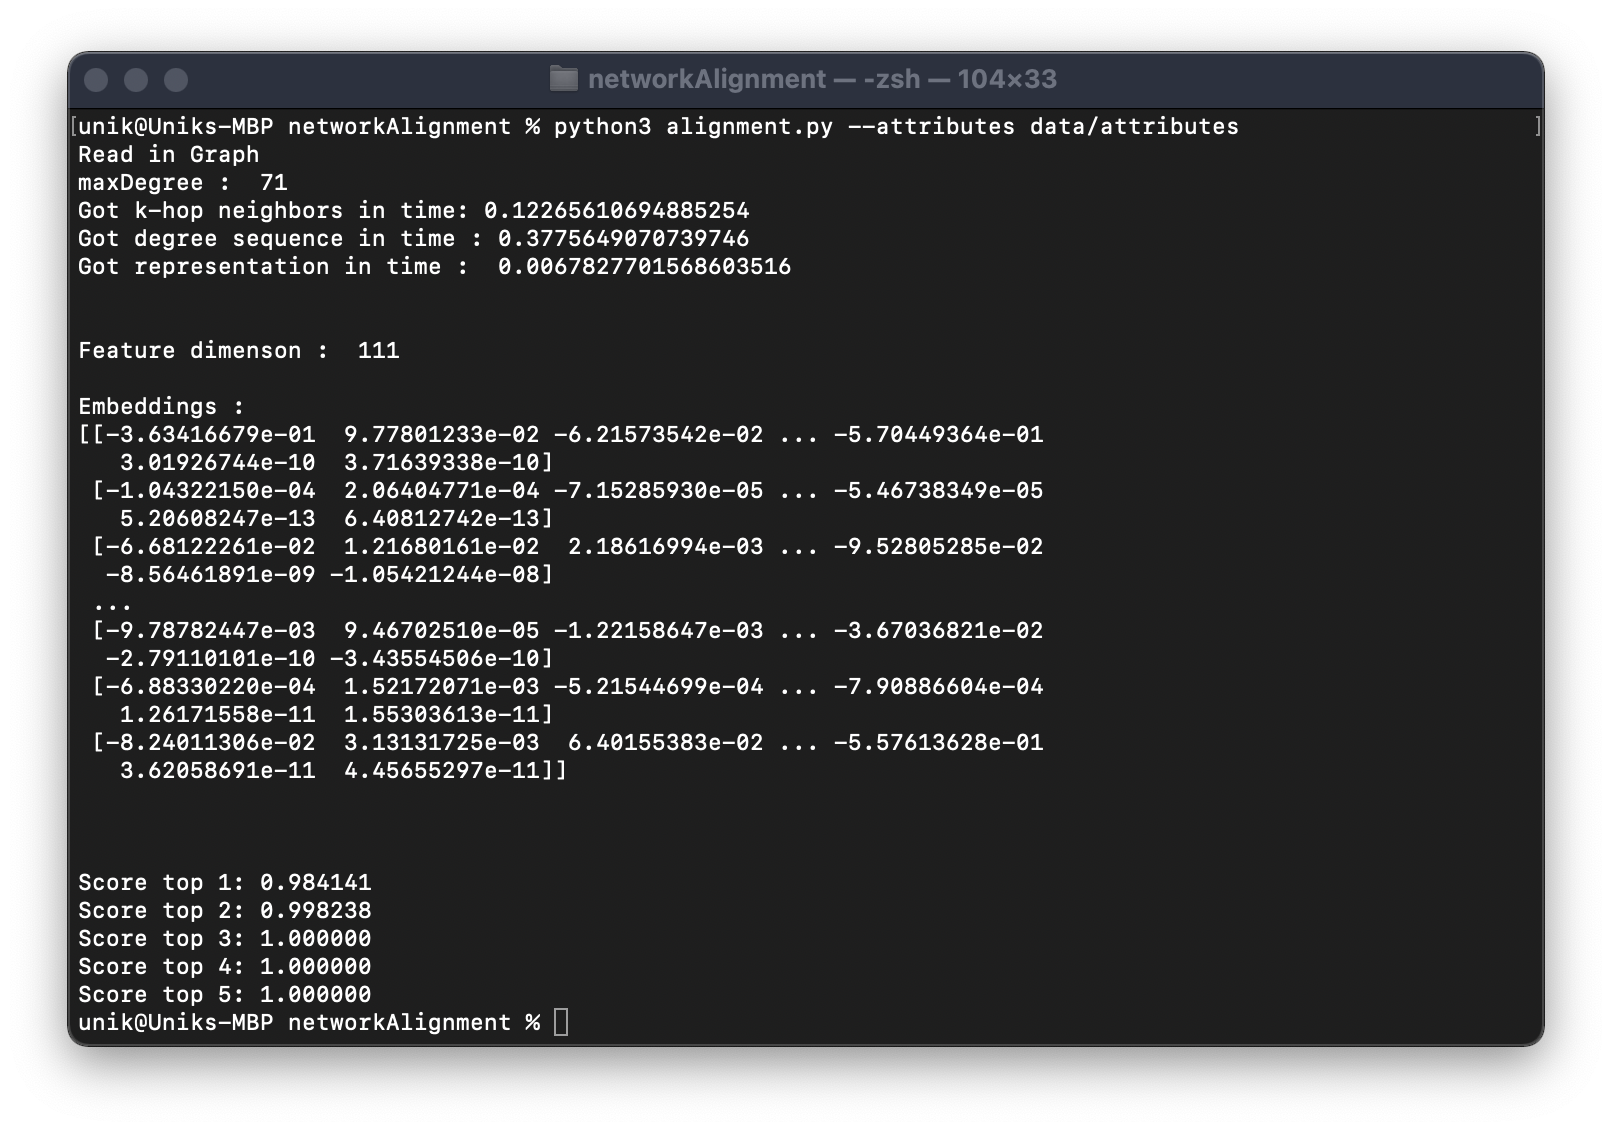 networkAlignment — -zsh — 104×33
[unik@Uniks-MBP networkAlignment % python3 alignment.py --attributes data/attributes ]
Read in Graph
maxDegree :  71
Got k-hop neighbors in time: 0.12265610694885254
Got degree sequence in time : 0.3775649070739746
Got representation in time :  0.0067827701568603516
Feature dimenson :  111
Embeddings :
[[-3.63416679e-01  9.77801233e-02 -6.21573542e-02 ... -5.70449364e-01
   3.01926744e-10  3.71639338e-10]
 [-1.04322150e-04  2.06404771e-04 -7.15285930e-05 ... -5.46738349e-05
   5.20608247e-13  6.40812742e-13]
 [-6.68122261e-02  1.21680161e-02  2.18616994e-03 ... -9.52805285e-02
  -8.56461891e-09 -1.05421244e-08]
 ...
 [-9.78782447e-03  9.46702510e-05 -1.22158647e-03 ... -3.67036821e-02
  -2.79110101e-10 -3.43554506e-10]
 [-6.88330220e-04  1.52172071e-03 -5.21544699e-04 ... -7.90886604e-04
   1.26171558e-11  1.55303613e-11]
 [-8.24011306e-02  3.13131725e-03  6.40155383e-02 ... -5.57613628e-01
   3.62058691e-11  4.45655297e-11]]
Score top 1: 0.984141
Score top 2: 0.998238
Score top 3: 1.000000
Score top 4: 1.000000
Score top 5: 1.000000
unik@Uniks-MBP networkAlignment %